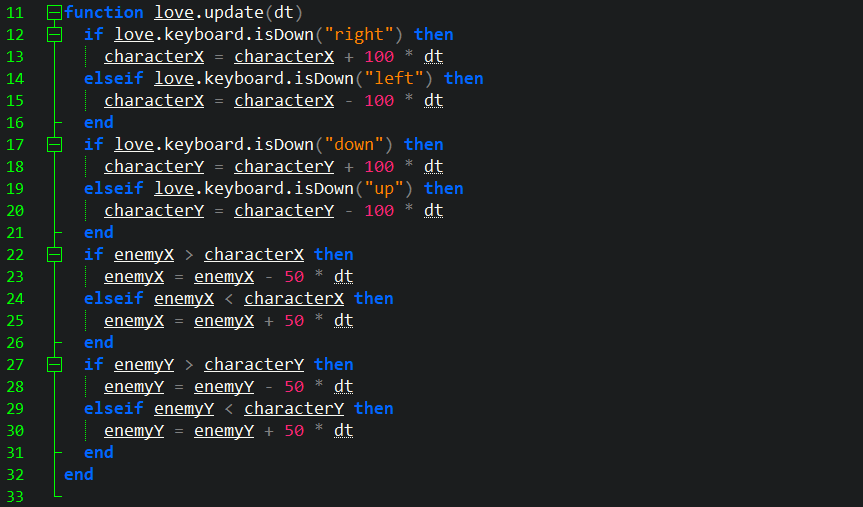 11 function love.update(dt)
12   if love.keyboard.isDown("right") then
13     characterX = characterX + 100 * dt
14   elseif love.keyboard.isDown("left") then
15     characterX = characterX - 100 * dt
16   end
17   if love.keyboard.isDown("down") then
18     characterY = characterY + 100 * dt
19   elseif love.keyboard.isDown("up") then
20     characterY = characterY - 100 * dt
21   end
22   if enemyX > characterX then
23     enemyX = enemyX - 50 * dt
24   elseif enemyX < characterX then
25     enemyX = enemyX + 50 * dt
26   end
27   if enemyY > characterY then
28     enemyY = enemyY - 50 * dt
29   elseif enemyY < characterY then
30     enemyY = enemyY + 50 * dt
31   end
32 end
33